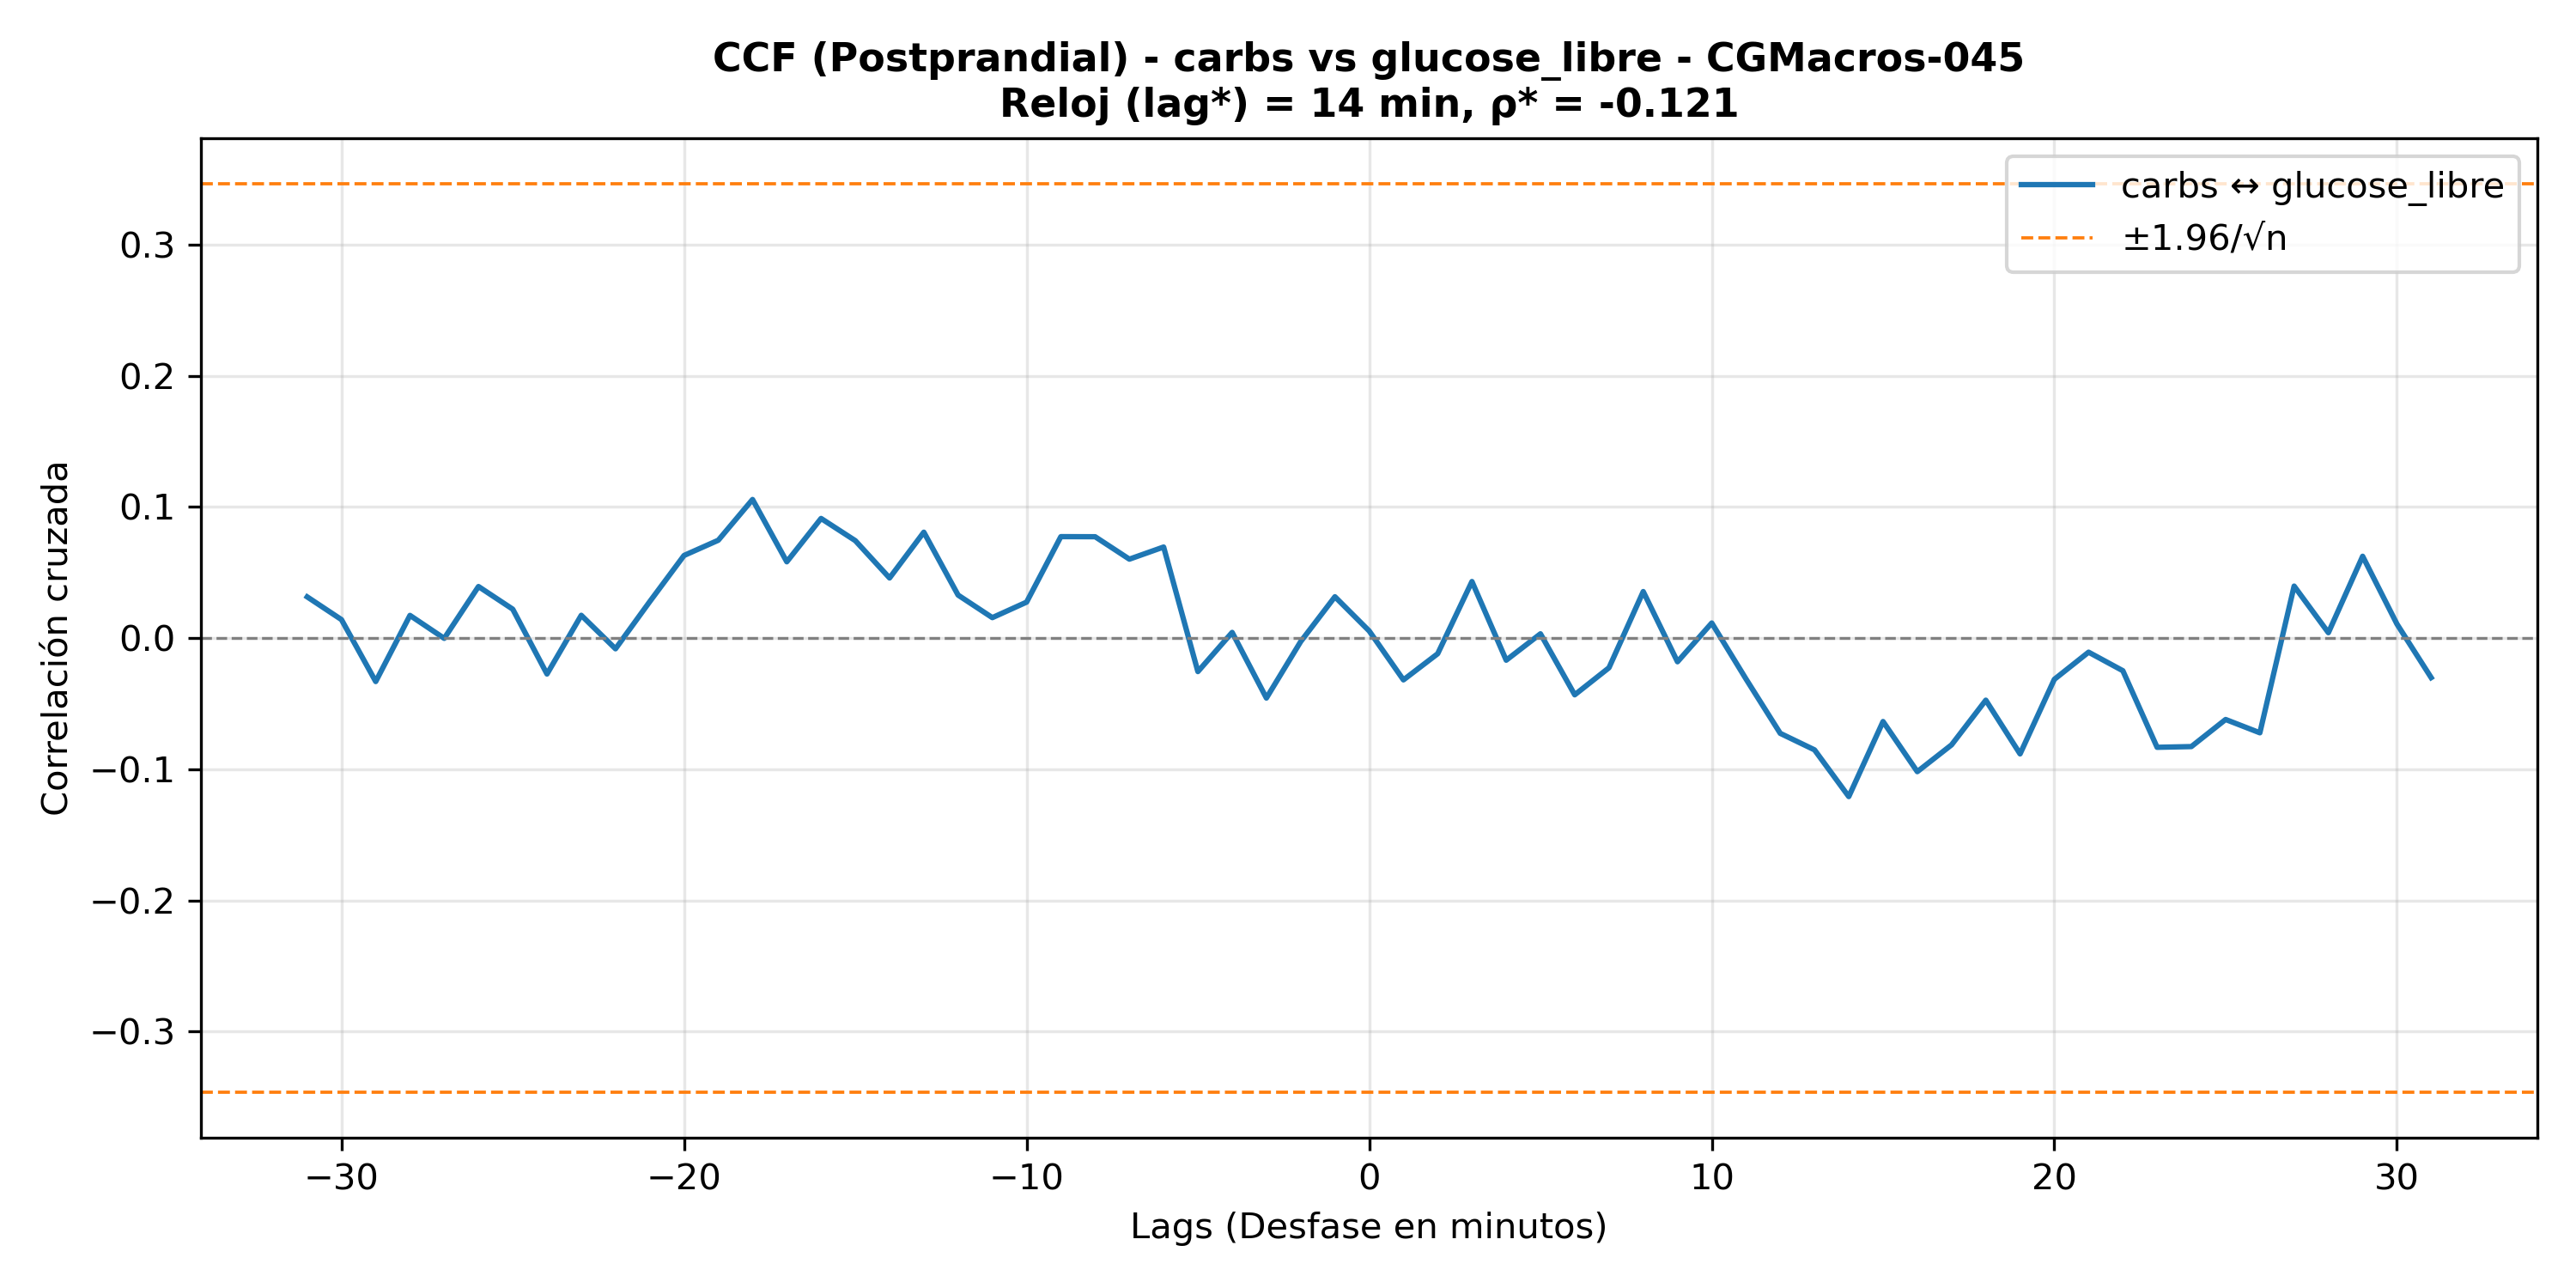 CCF (Postprandial) - carbs vs glucose_libre - CGMacros-045
Reloj (lag*) = 14 min, ρ* = -0.121
carbs ↔ glucose_libre
±1.96/√n
Correlación cruzada
0.3
0.2
0.1
0.0
−0.1
−0.2
−0.3
−30 −20 −10 0 10 20 30
Lags (Desfase en minutos)